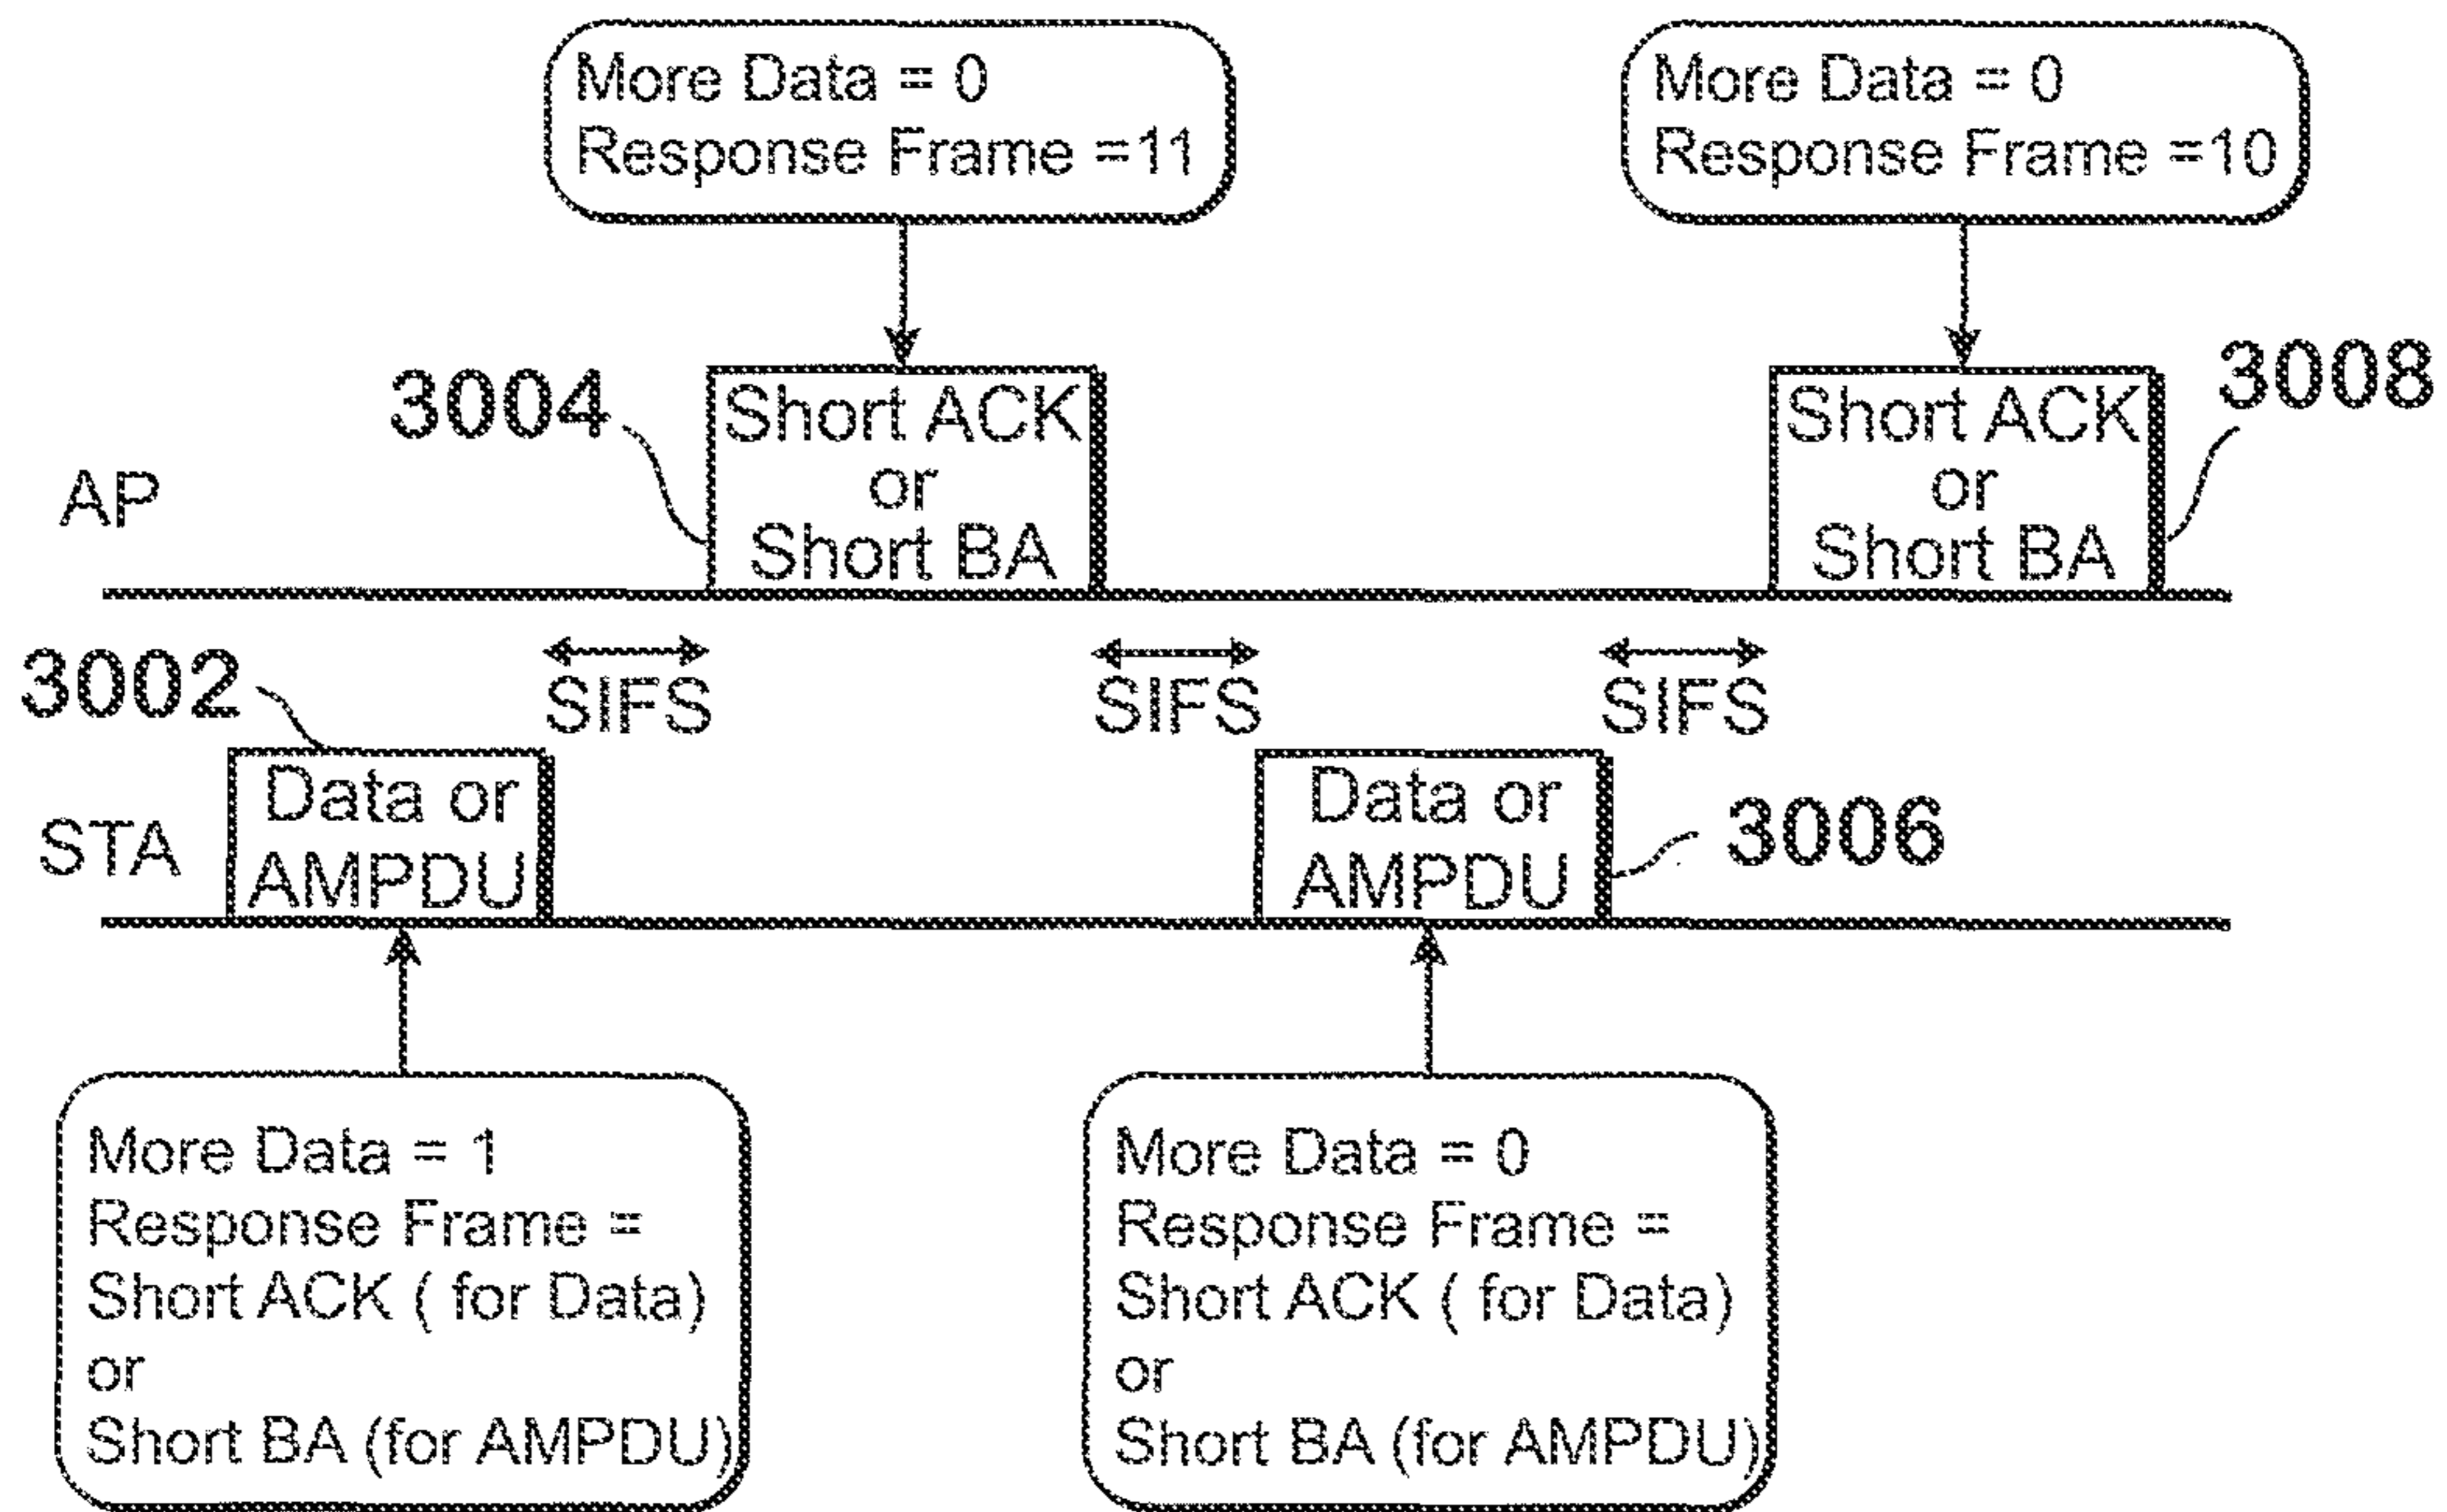 More Data = 0
Response Frame =11
More Data = 0
Response Frame =10
3004
Short ACK
or
Short BA
Short ACK
or
Short BA
3008
AP
3002
SIFS
SIFS
SIFS
STA
Data or
AMPDU
Data or
AMPDU
3006
More Data = 1
Response Frame =
Short ACK ( for Data)
or
Short BA (for AMPDU)
More Data = 0
Response Frame =
Short ACK ( for Data)
or
Short BA (for AMPDU)